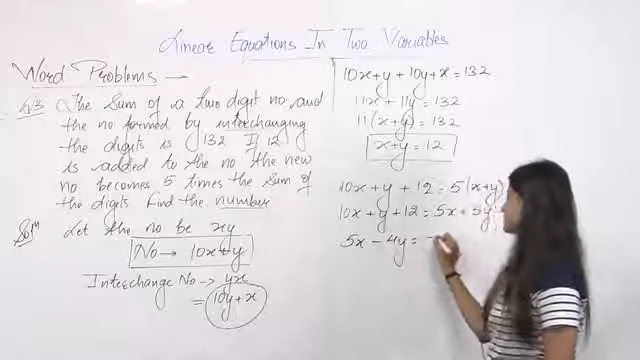 Linear Equations In Two Variables
Word Problems —
The Sum of a two digit no. and
the no formed by interchanging
the digits is 132 If 12
is added to the no the new
no becomes 5 times the sum of
the digits find the number
Solⁿ Let the no be xy
No → 10x+y
Interchange No → yx
= 10y+x
10x+y+10y+x=132
11x+11y=132
11(x+y)=132
x+y=12
10x+y+12=5(x+y)
10x+y+12=5x+5y
5x-4y=